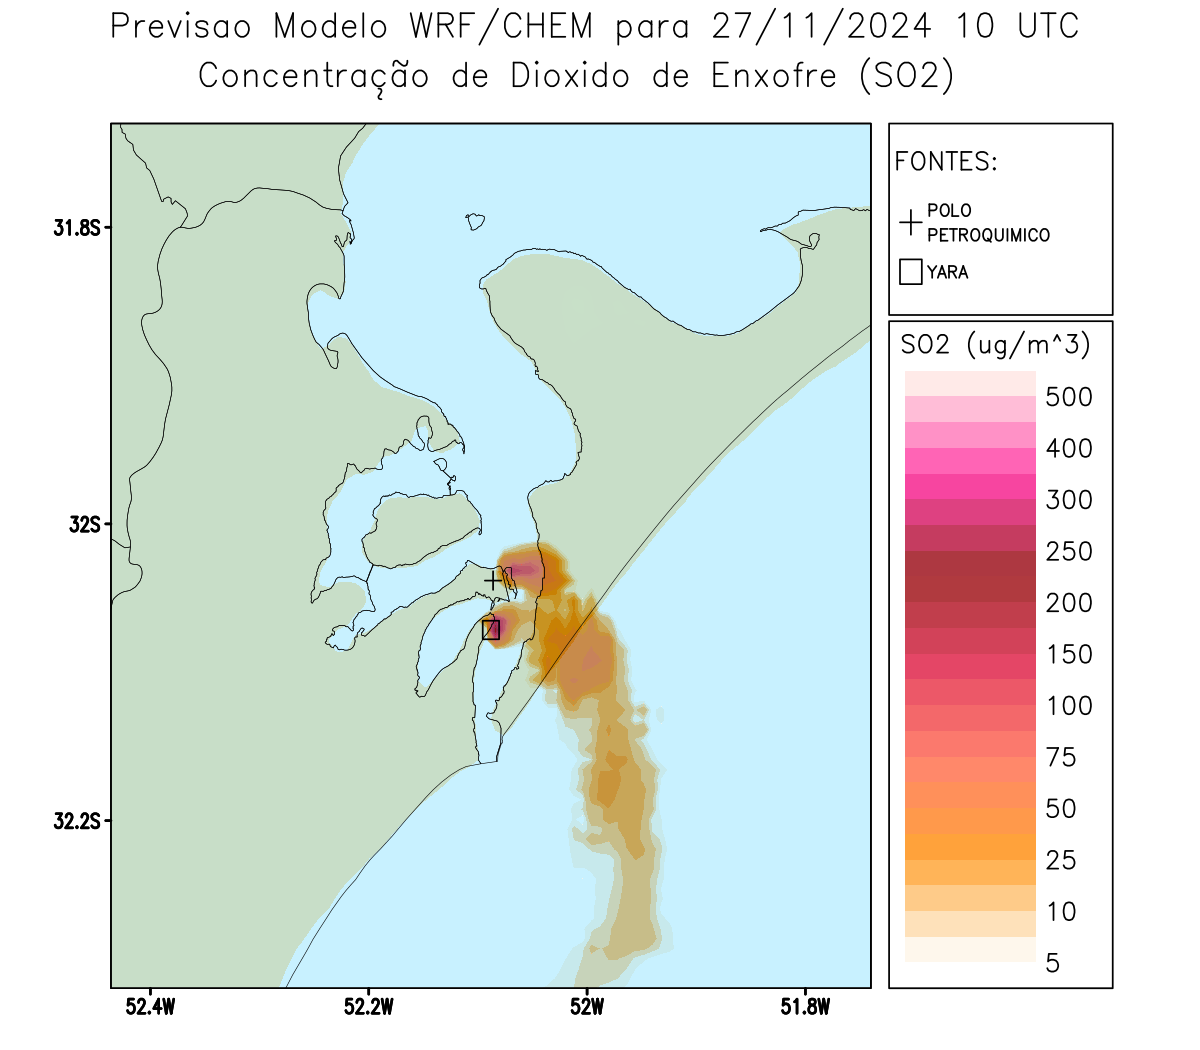 Previsao Modelo WRF/CHEM para 27/11/2024 10 UTC
Concentração de Dioxido de Enxofre (SO2)
FONTES:
POLO
PETROQUIMICO
YARA
SO2 (ug/m^3)
500
400
300
250
200
150
100
75
50
25
10
5
31.8S
32S
32.2S
52.4W
52.2W
52W
51.8W